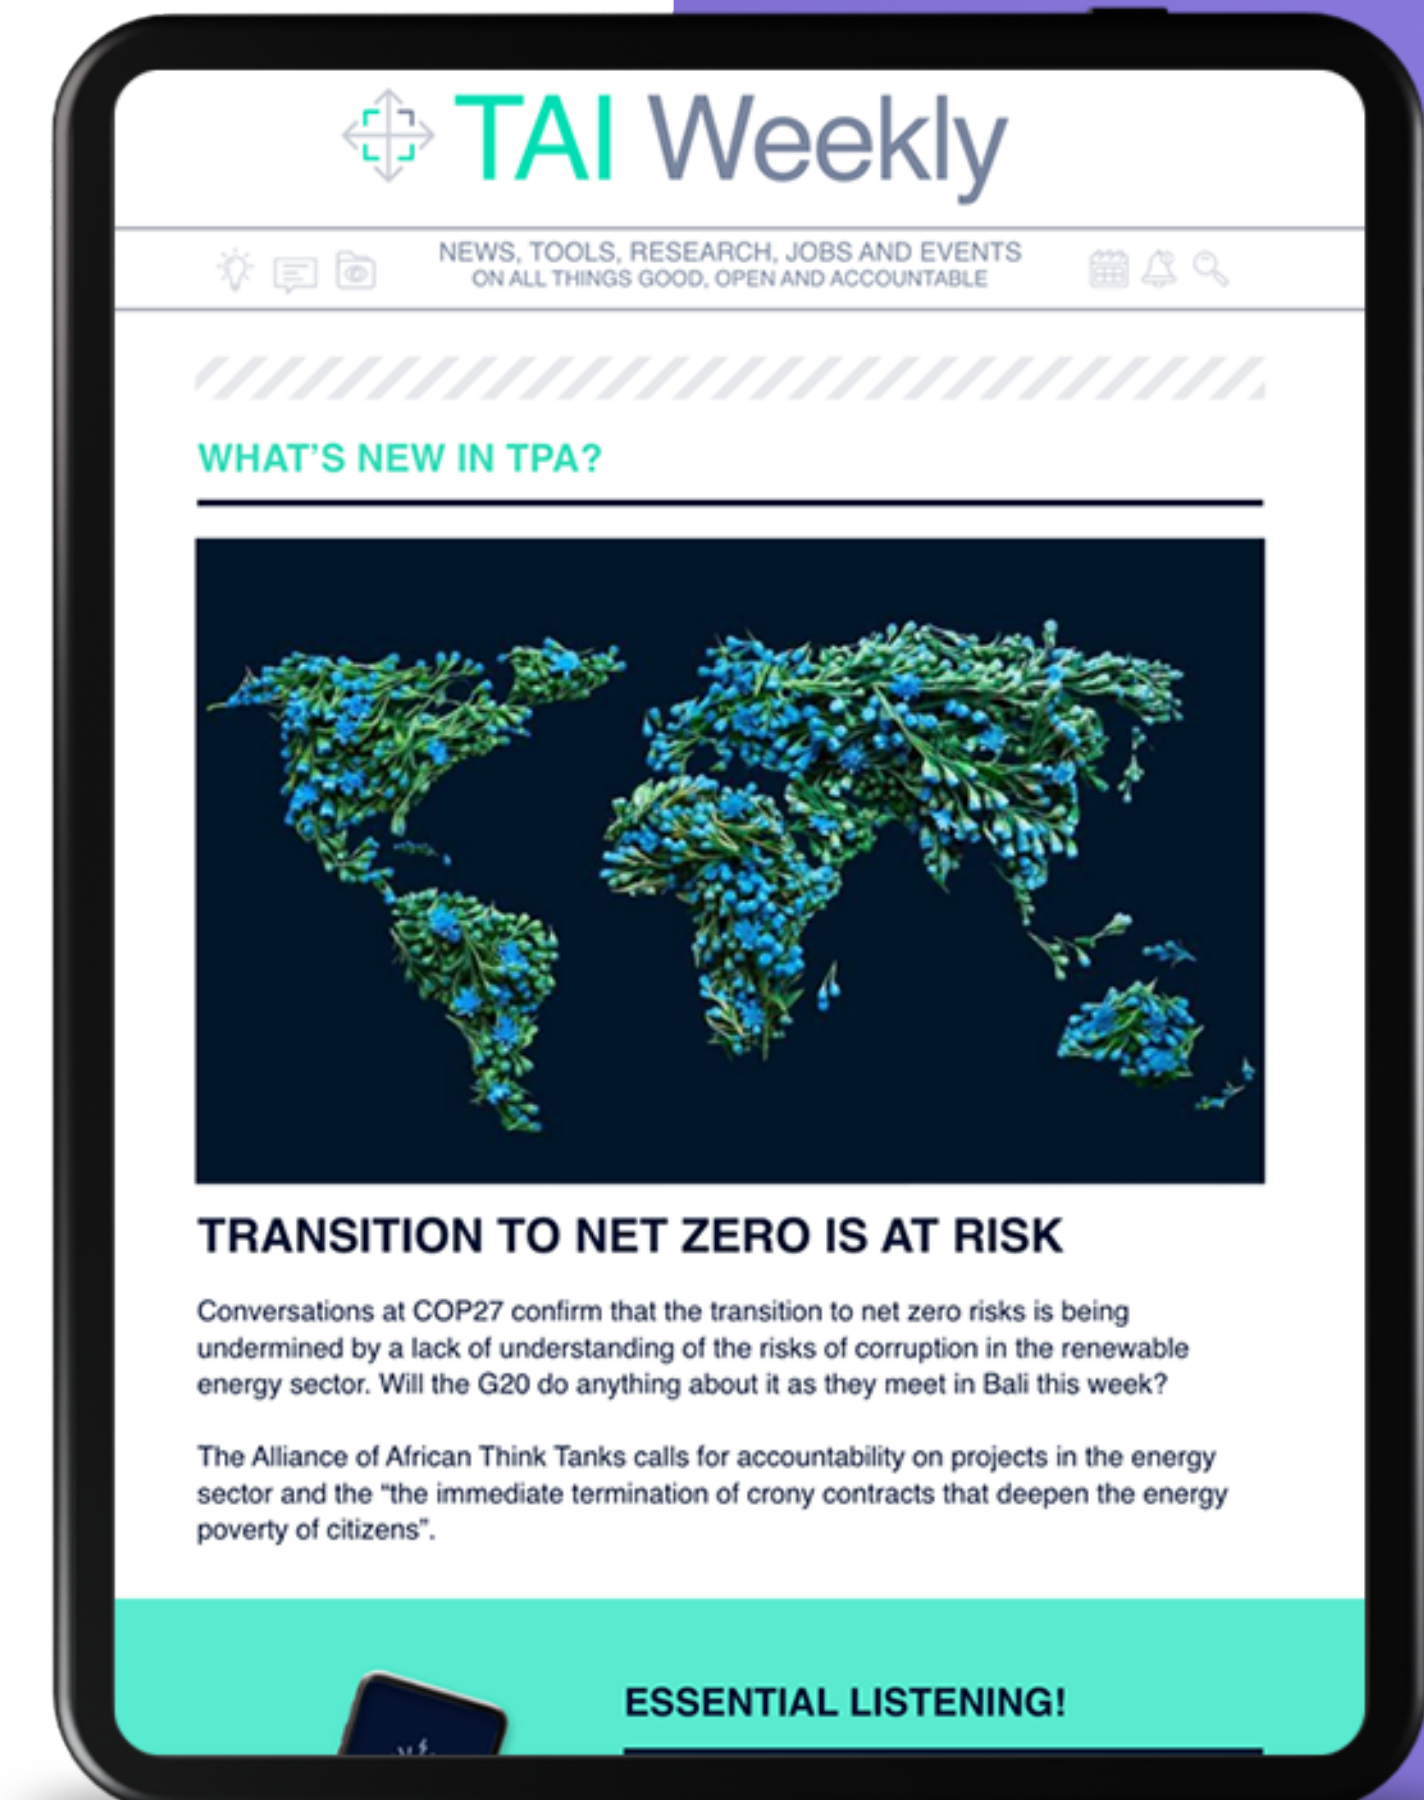 TAI Weekly
NEWS, TOOLS, RESEARCH, JOBS AND EVENTS
ON ALL THINGS GOOD, OPEN AND ACCOUNTABLE
WHAT'S NEW IN TPA?
TRANSITION TO NET ZERO IS AT RISK
Conversations at COP27 confirm that the transition to net zero risks is being
undermined by a lack of understanding of the risks of corruption in the renewable
energy sector. Will the G20 do anything about it as they meet in Bali this week?
The Alliance of African Think Tanks calls for accountability on projects in the energy
sector and the “the immediate termination of crony contracts that deepen the energy
poverty of citizens”.
ESSENTIAL LISTENING!